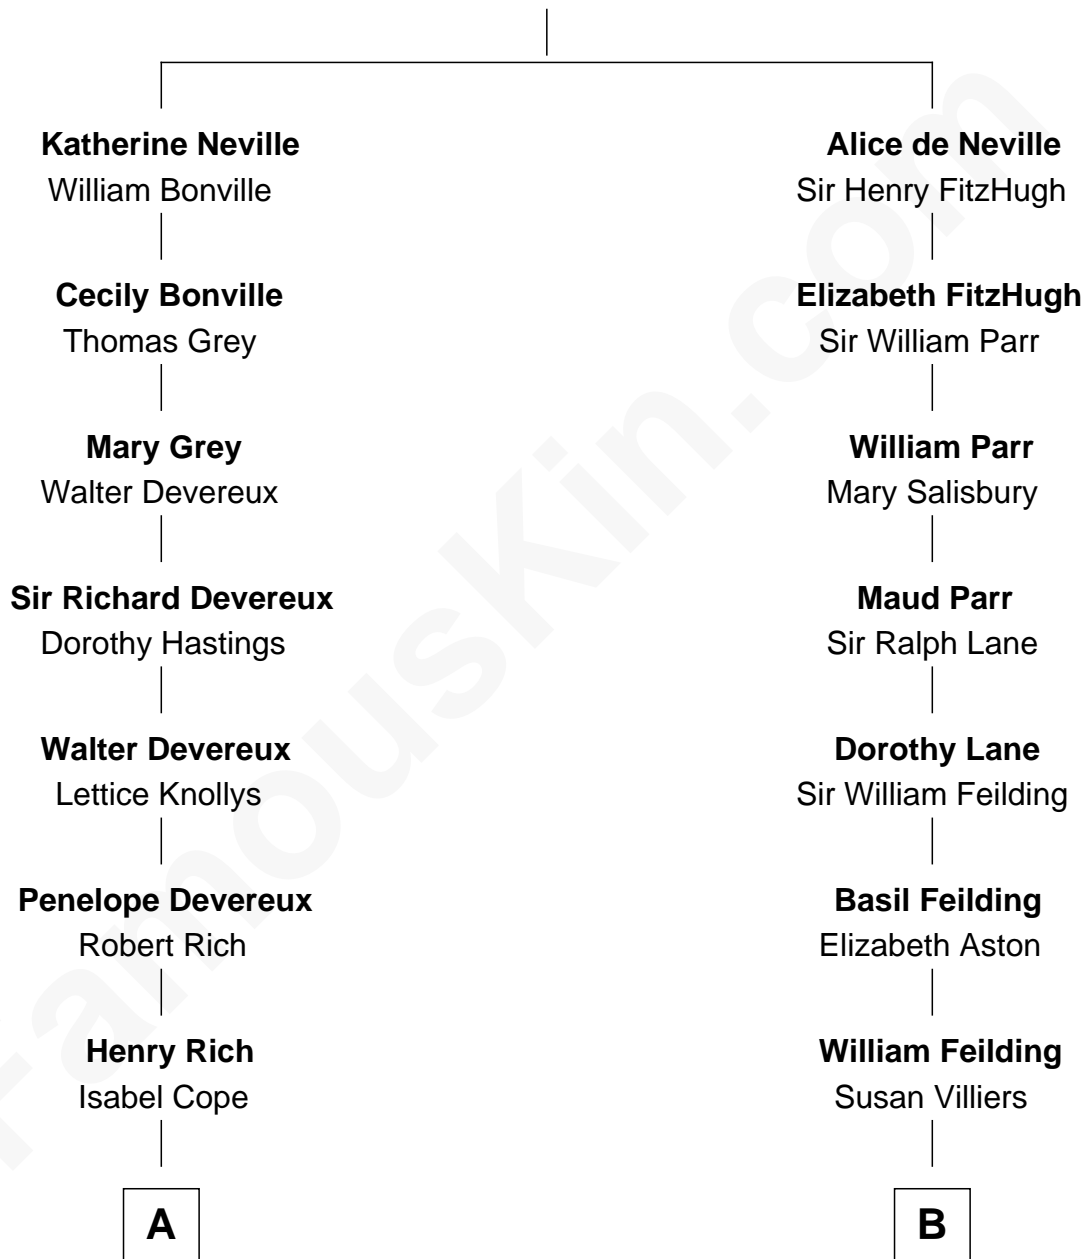 Katherine Neville
William Bonville
Cecily Bonville
Thomas Grey
Mary Grey
Walter Devereux
Sir Richard Devereux
Dorothy Hastings
Walter Devereux
Lettice Knollys
Penelope Devereux
Robert Rich
Henry Rich
Isabel Cope
A
Alice de Neville
Sir Henry FitzHugh
Elizabeth FitzHugh
Sir William Parr
William Parr
Mary Salisbury
Maud Parr
Sir Ralph Lane
Dorothy Lane
Sir William Feilding
Basil Feilding
Elizabeth Aston
William Feilding
Susan Villiers
B
FamousKin.com